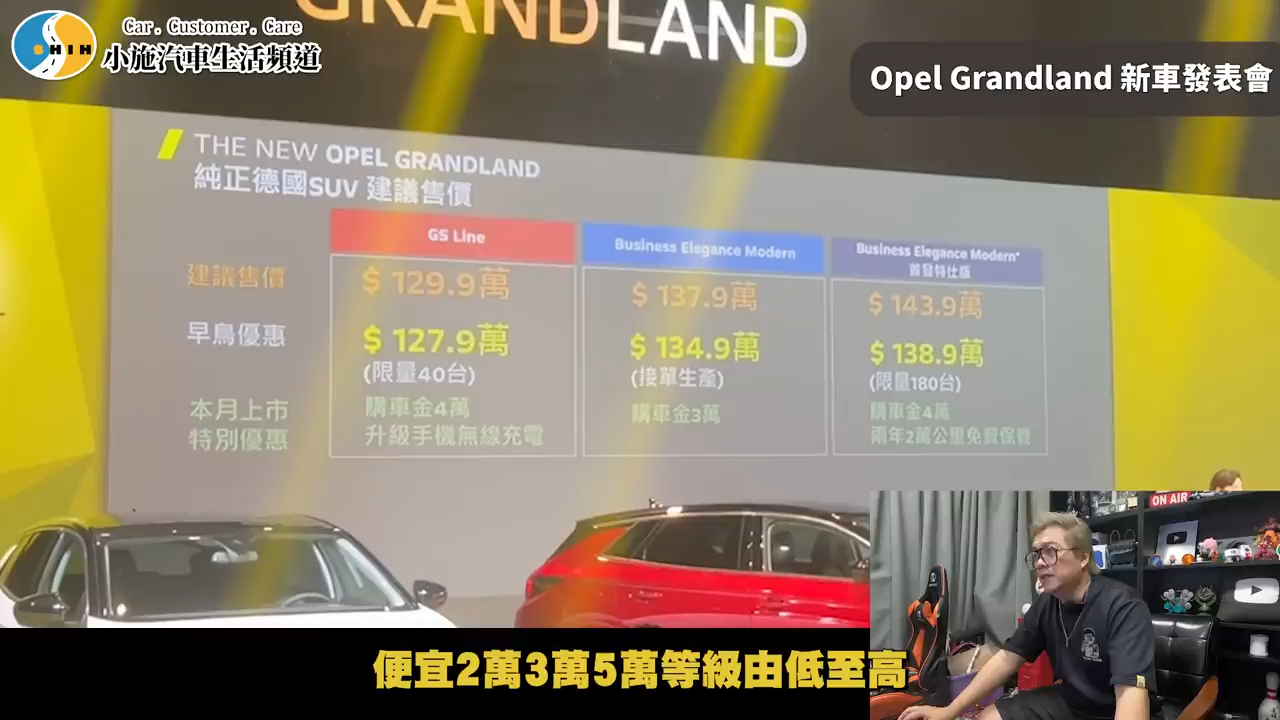 GRANDLAND
Car. Customer. Care
SHIH
小施汽車生活頻道
Opel Grandland 新車發表會
THE NEW OPEL GRANDLAND
純正德國SUV 建議售價
GS Line
Business Elegance Modern
Business Elegance Modern*
首發特仕版
建議售價
$ 129.9萬
$ 137.9萬
$ 143.9萬
早鳥優惠
$ 127.9萬
$ 134.9萬
$ 138.9萬
(限量40台)
(接單生產)
(限量180台)
本月上市
特別優惠
購車金4萬
升級手機無線充電
購車金3萬
購車金4萬
兩年2萬公里免費保養
ON AIR
便宜2萬3萬5萬等級由低至高